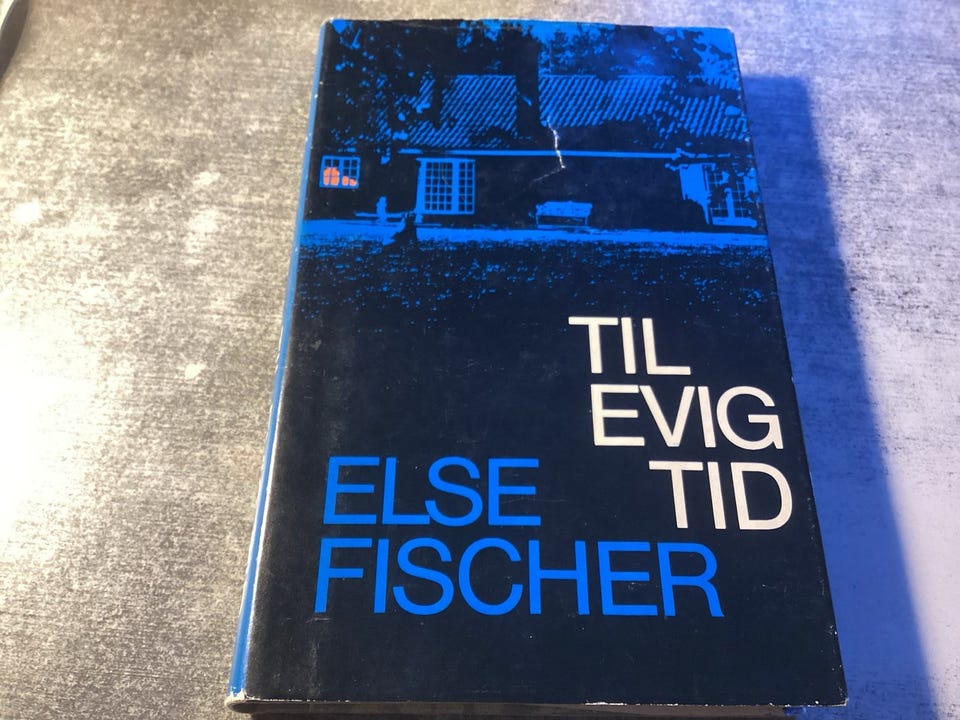 TIL
EVIG
TID
ELSE
FISCHER